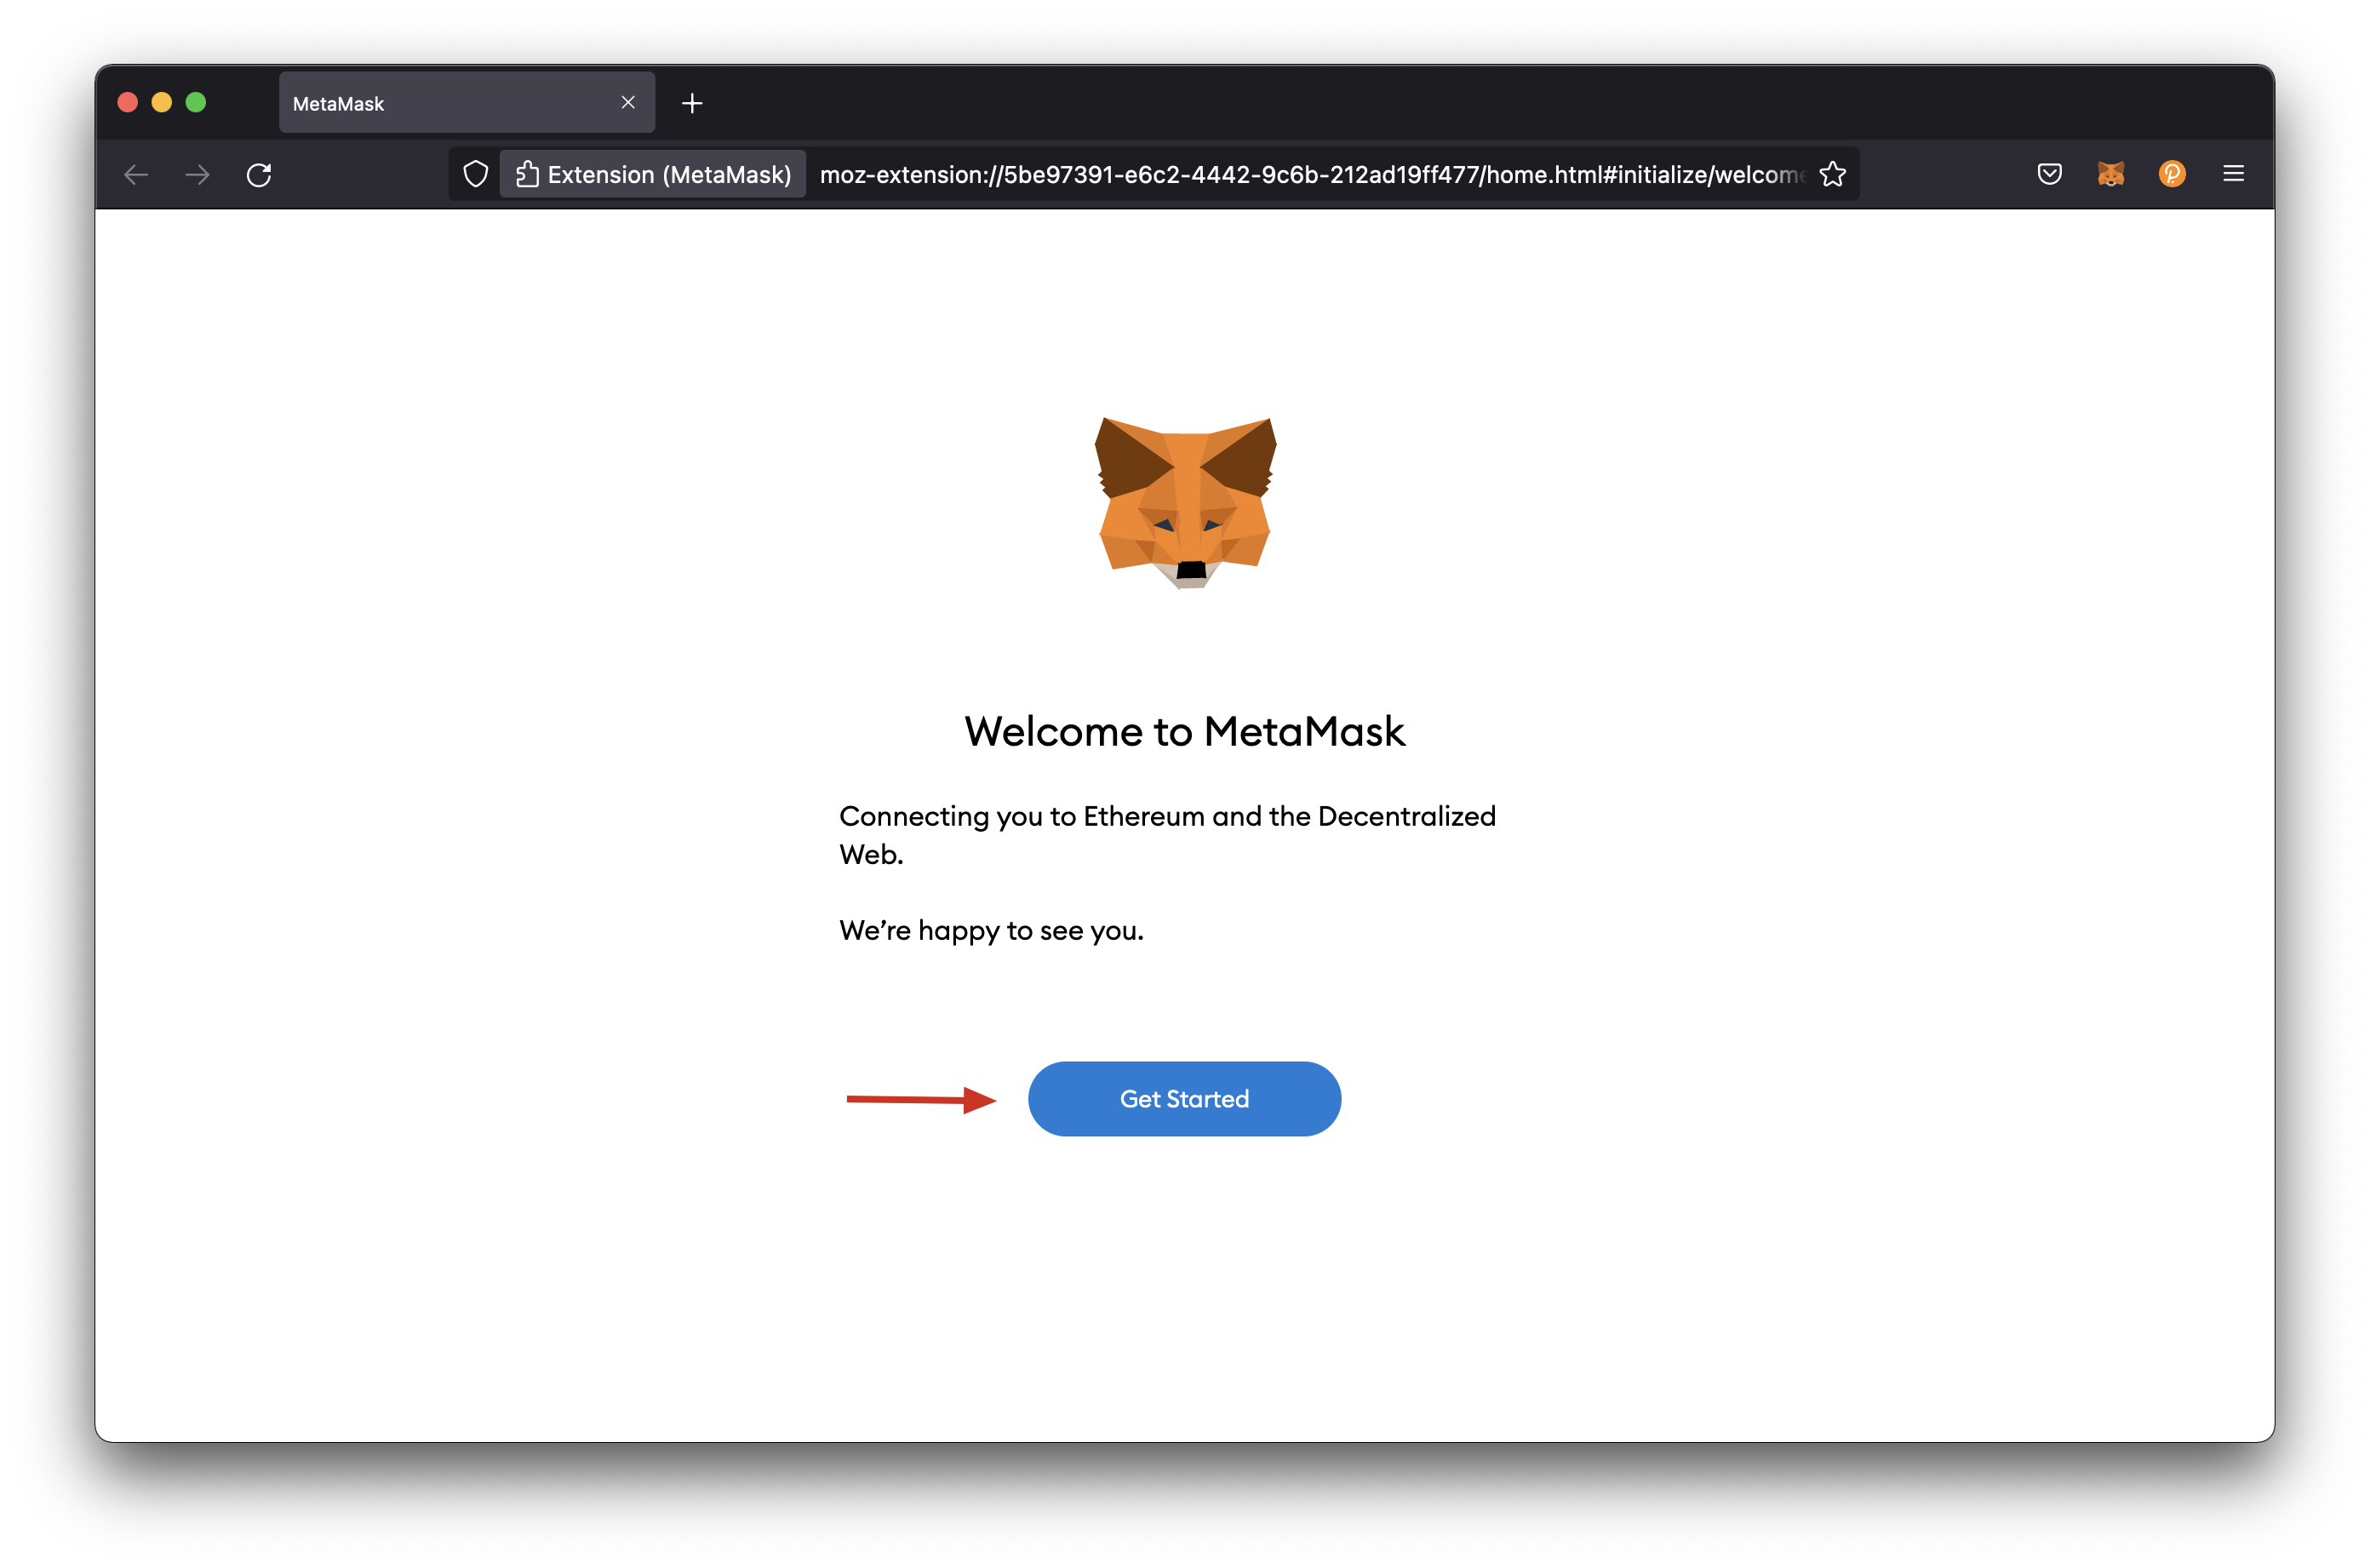 MetaMask
Extension (MetaMask) moz-extension://5be97391-e6c2-4442-9c6b-212ad19ff477/home.html#initialize/welcome
Welcome to MetaMask
Connecting you to Ethereum and the Decentralized
Web.
We’re happy to see you.
Get Started